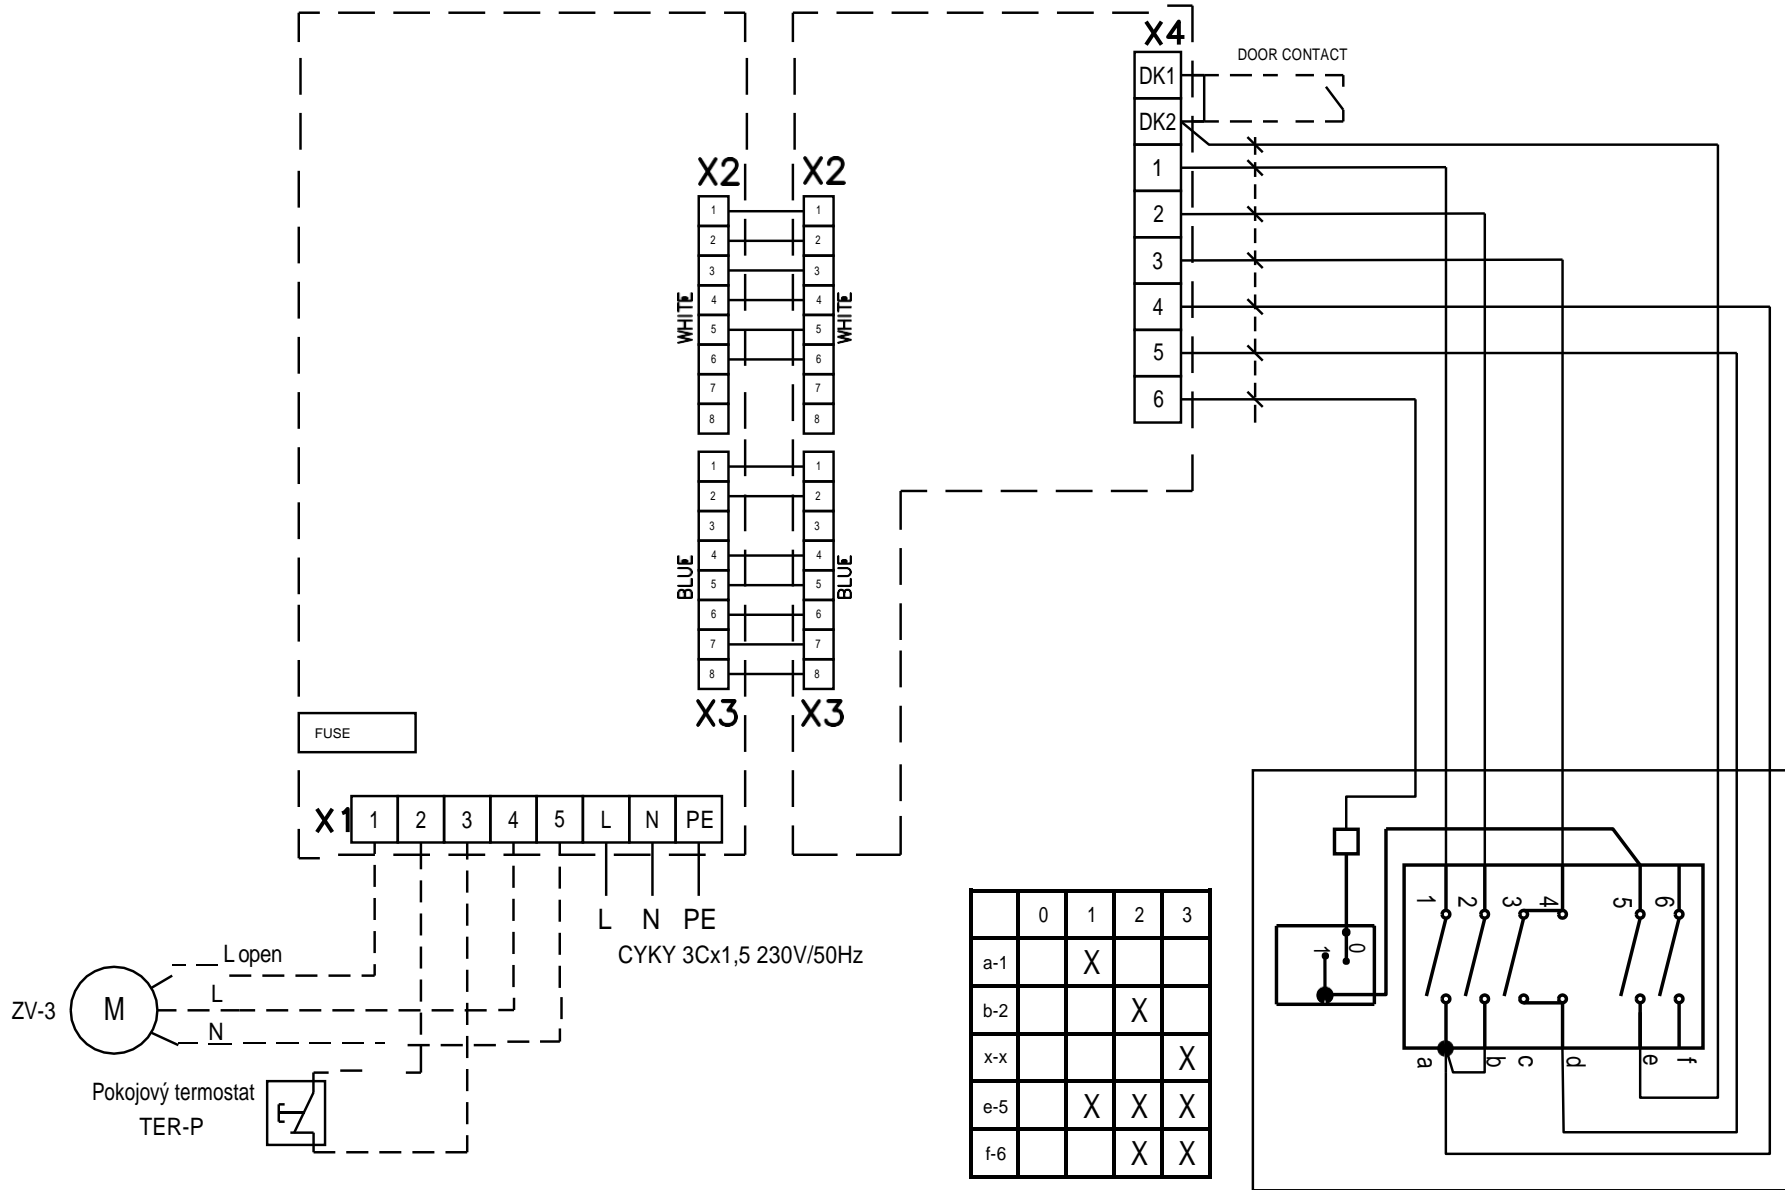 X4
DOOR CONTACT
DK1
DK2
1
2
3
4
5
6
X2 X2
1 1
2 2
3 3
4 4
5 5
6 6
7 7
8 8
WHITE WHITE
1 1
2 2
3 3
4 4
5 5
6 6
7 7
8 8
BLUE BLUE
X3 X3
FUSE
X1 1 2 3 4 5 L N PE
L N PE
CYKY 3Cx1,5 230V/50Hz
L open
L
N
ZV-3
M
Pokojový termostat
TER-P
0 1 2 3
a-1 X
b-2 X
x-x X
e-5 X X X
f-6 X X
1 0
1 2 3 4 5 6
a b c d e f